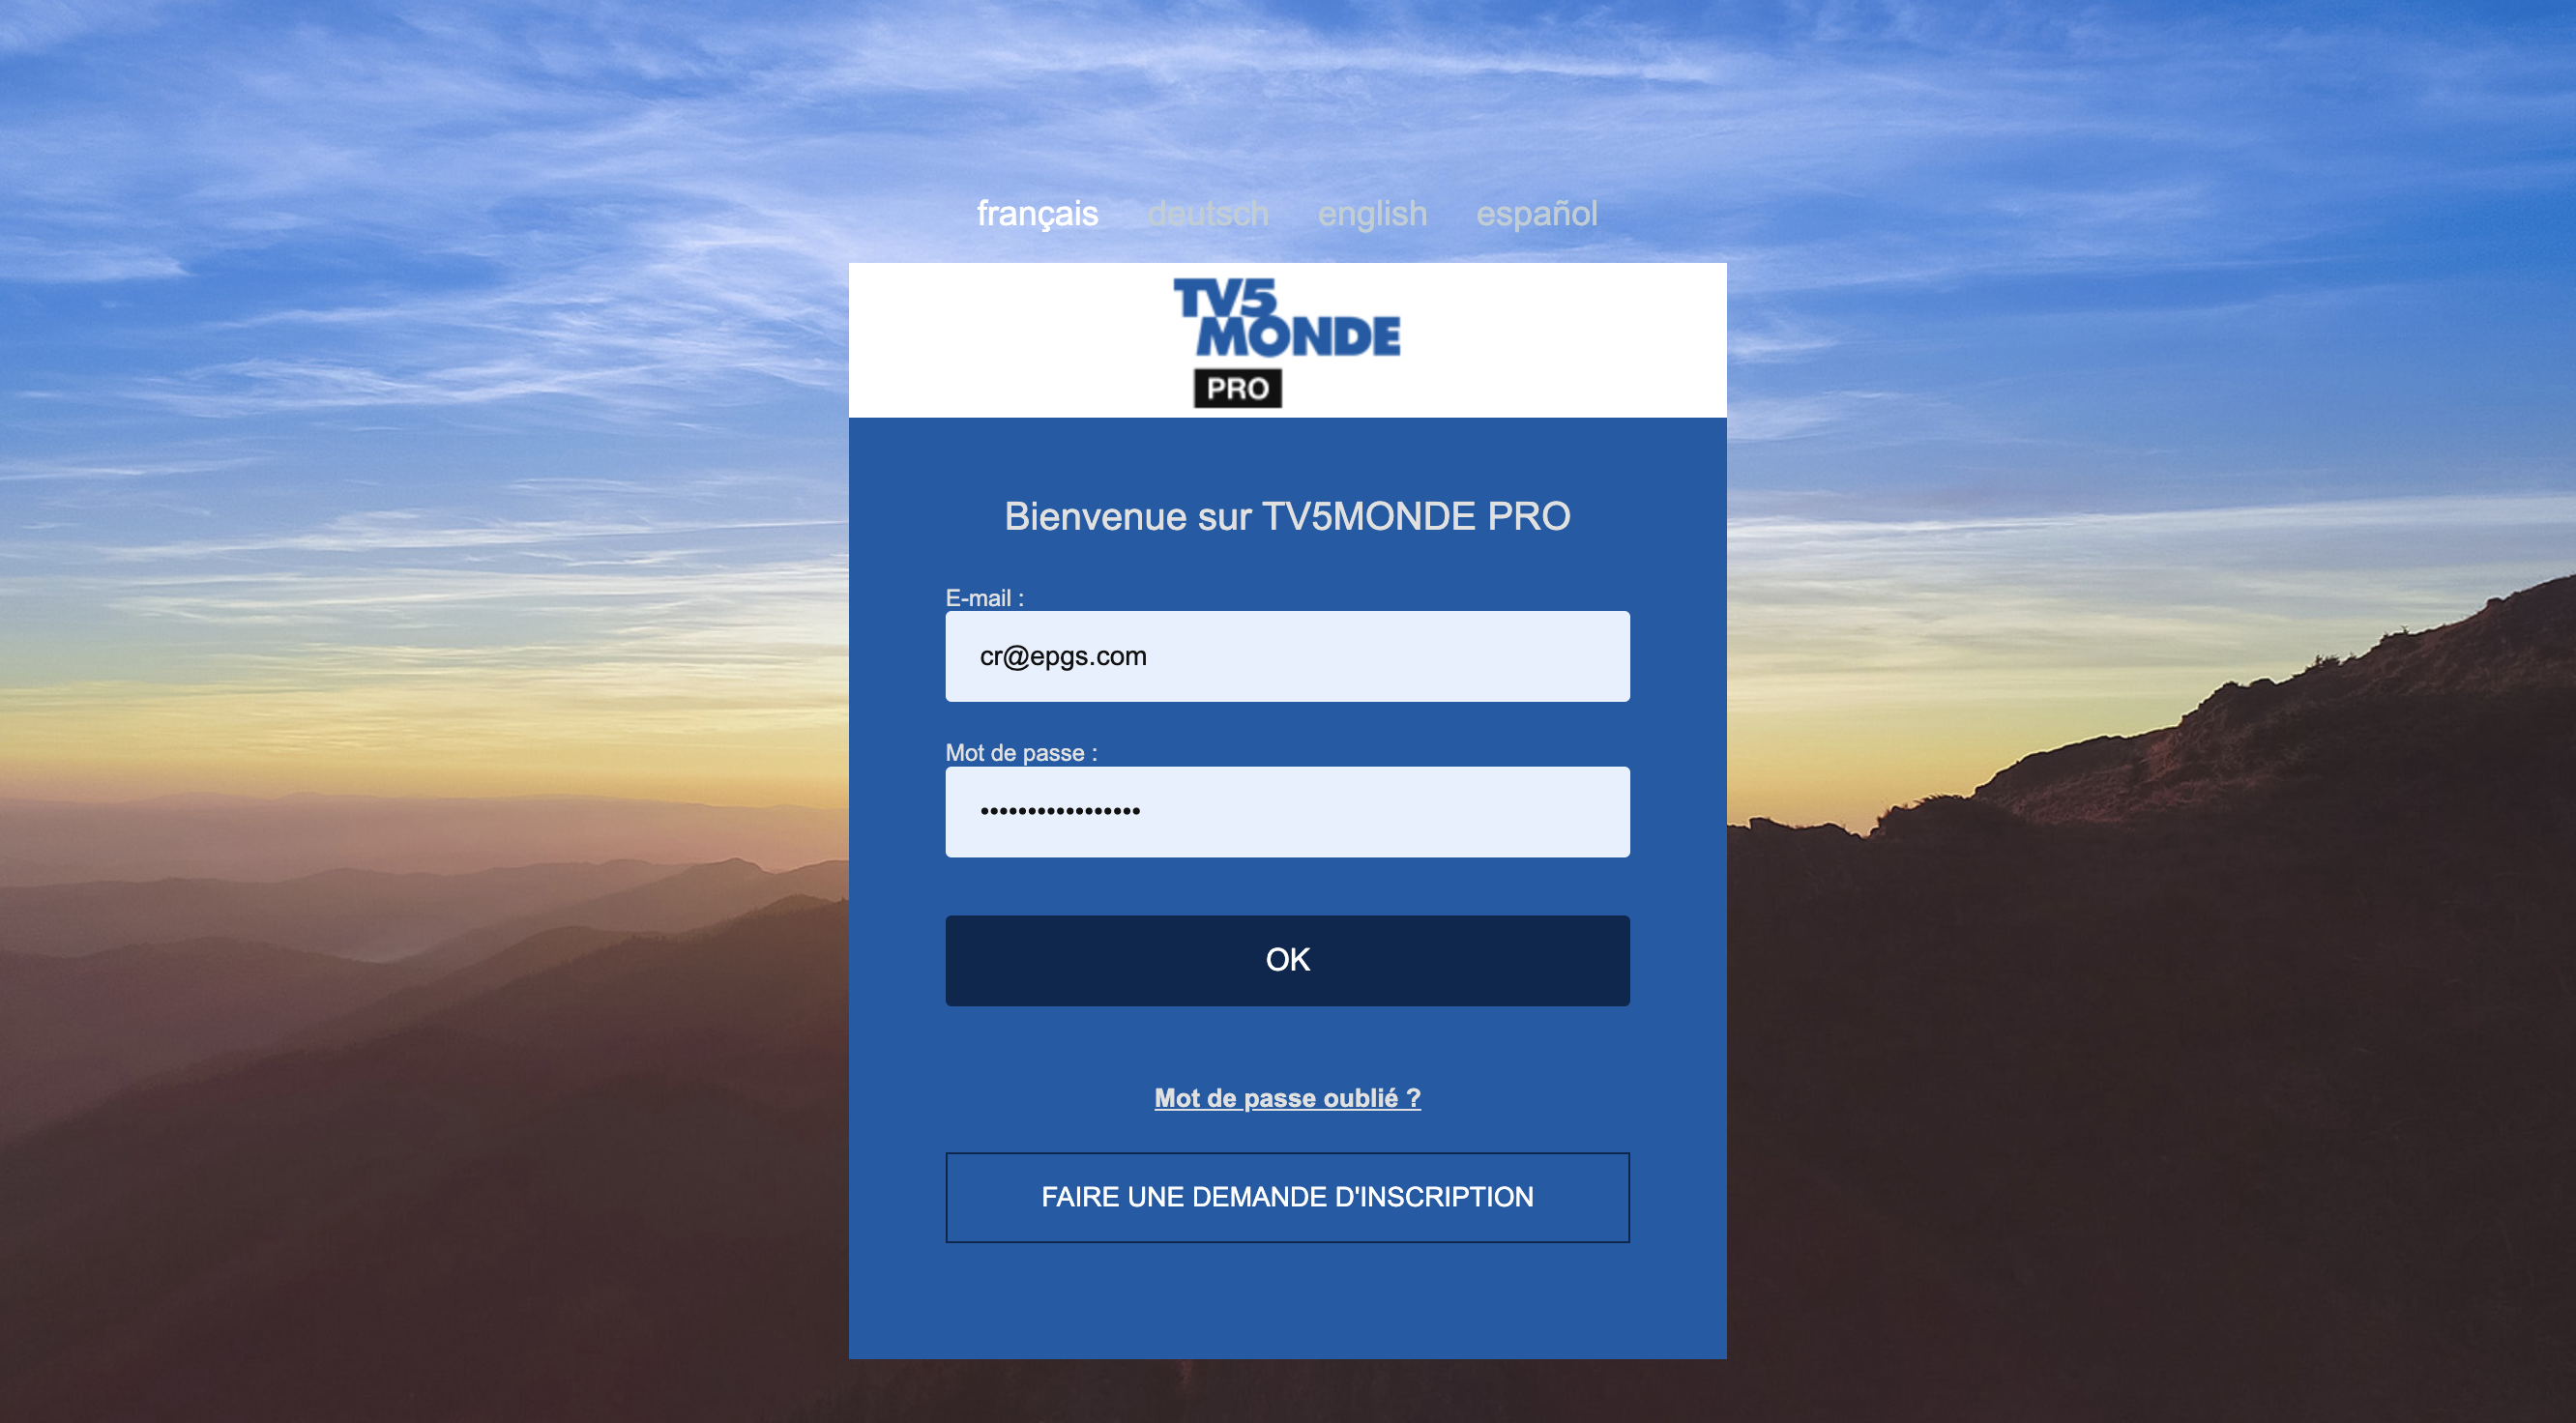 français deutsch english español
TV5
MONDE
PRO
Bienvenue sur TV5MONDE PRO
E-mail :
cr@epgs.com
Mot de passe :
•••••••••••••••••
OK
Mot de passe oublié ?
FAIRE UNE DEMANDE D'INSCRIPTION